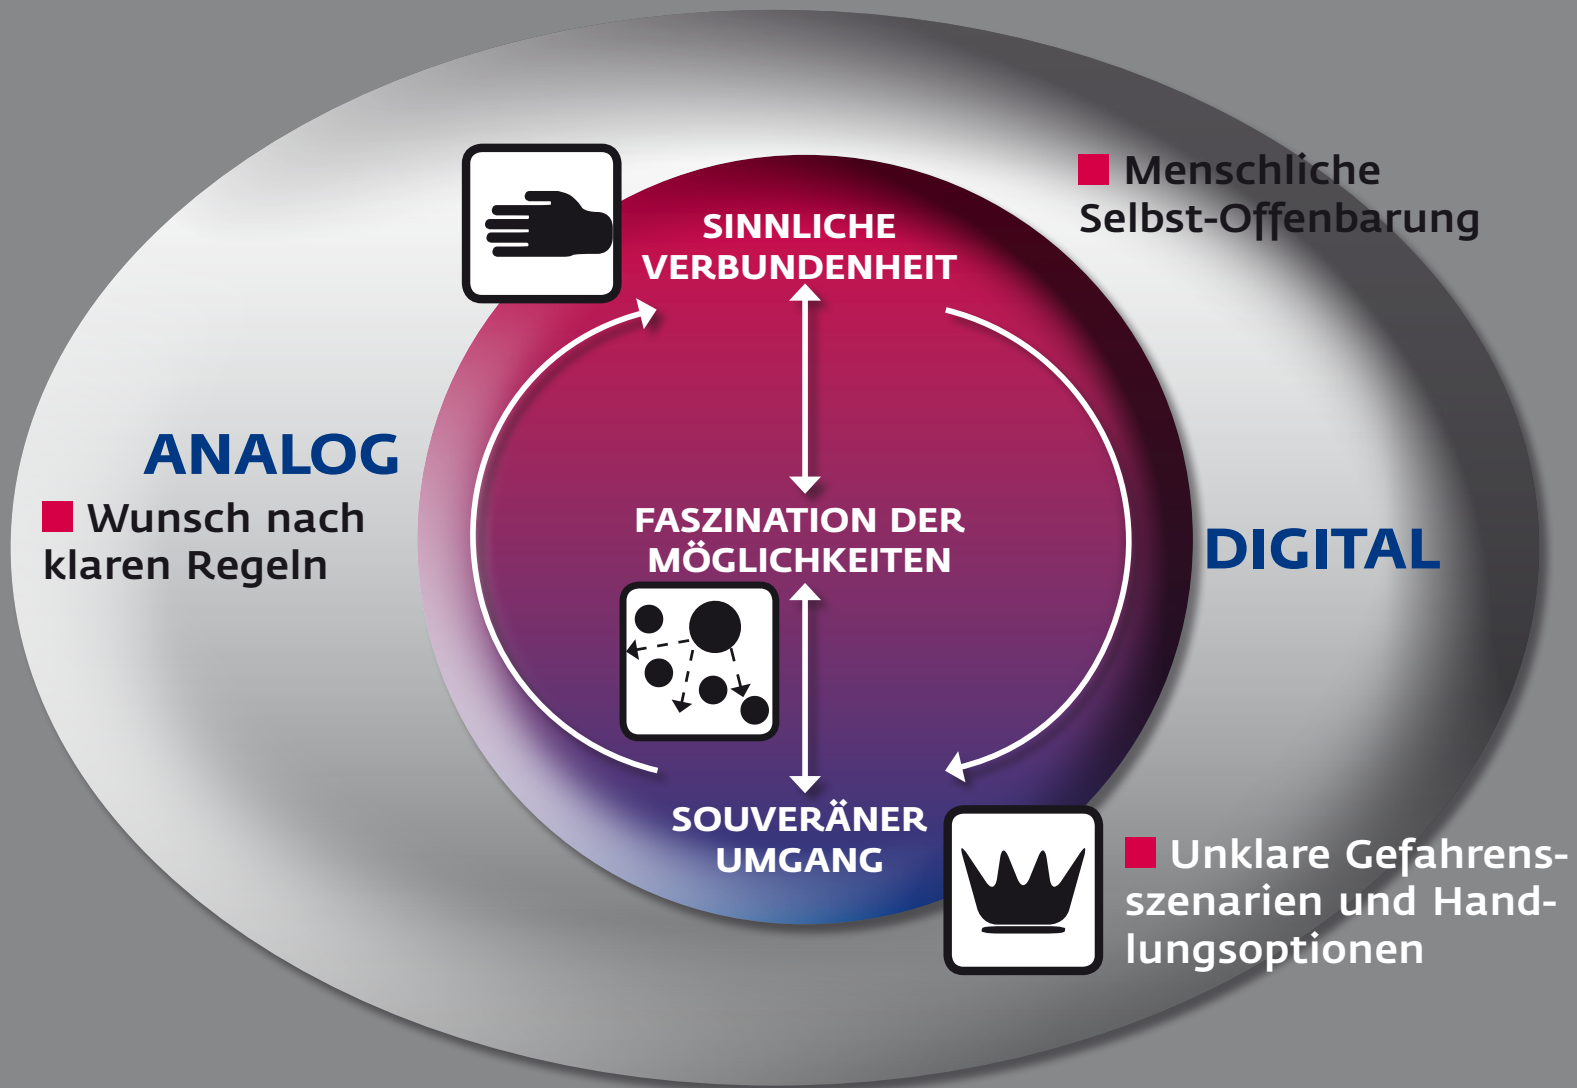 ■ Menschliche
Selbst-Offenbarung
SINNLICHE
VERBUNDENHEIT
ANALOG
■ Wunsch nach
klaren Regeln
FASZINATION DER
MÖGLICHKEITEN
DIGITAL
SOUVERÄNER
UMGANG
■ Unklare Gefahrens-
szenarien und Hand-
lungsoptionen